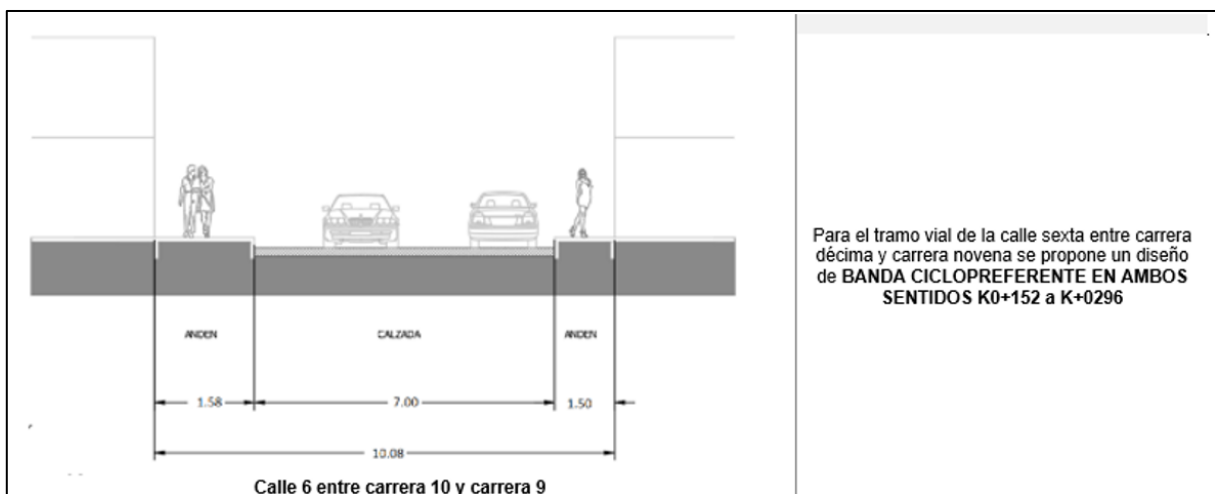 ANDEN
CALZADA
ANDEN
1.58
7.00
1.50
10.08
Calle 6 entre carrera 10 y carrera 9
Para el tramo vial de la calle sexta entre carrera
décima y carrera novena se propone un diseño
de BANDA CICLOPREFERENTE EN AMBOS
SENTIDOS K0+152 a K+0296